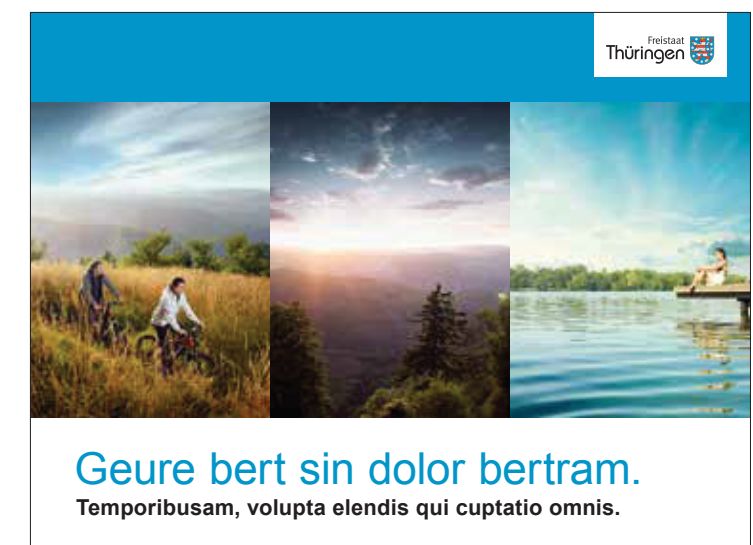 Freistaat
Thüringen
Geure bert sin dolor bertram.
Temporibusam, volupta elendis qui cuptatio omnis.